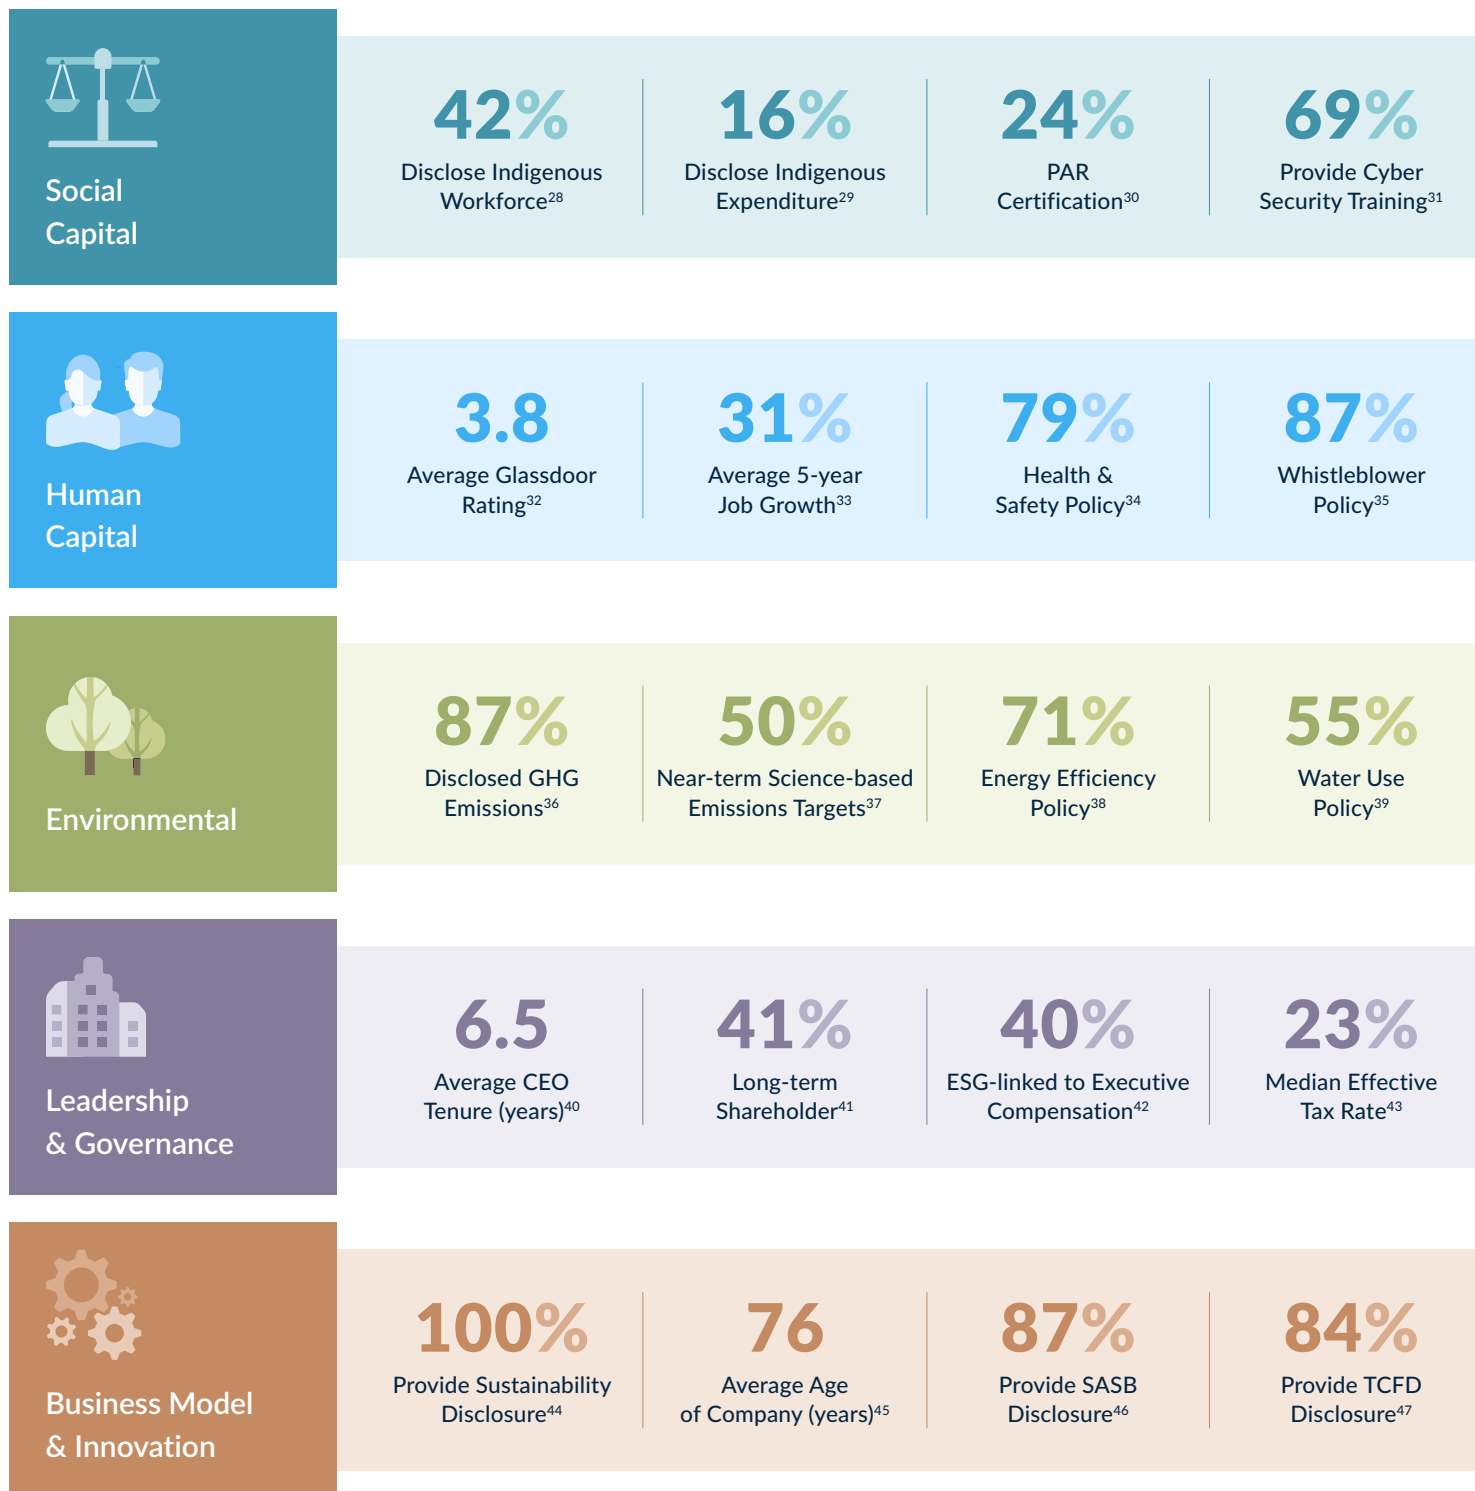 Social
Capital
42%
Disclose Indigenous
Workforce28
16%
Disclose Indigenous
Expenditure29
24%
PAR
Certification30
69%
Provide Cyber
Security Training31
Human
Capital
3.8
Average Glassdoor
Rating32
31%
Average 5-year
Job Growth33
79%
Health &
Safety Policy34
87%
Whistleblower
Policy35
Environmental
87%
Disclosed GHG
Emissions36
50%
Near-term Science-based
Emissions Targets37
71%
Energy Efficiency
Policy38
55%
Water Use
Policy39
Leadership
& Governance
6.5
Average CEO
Tenure (years)40
41%
Long-term
Shareholder41
40%
ESG-linked to Executive
Compensation42
23%
Median Effective
Tax Rate43
Business Model
& Innovation
100%
Provide Sustainability
Disclosure44
76
Average Age
of Company (years)45
87%
Provide SASB
Disclosure46
84%
Provide TCFD
Disclosure47